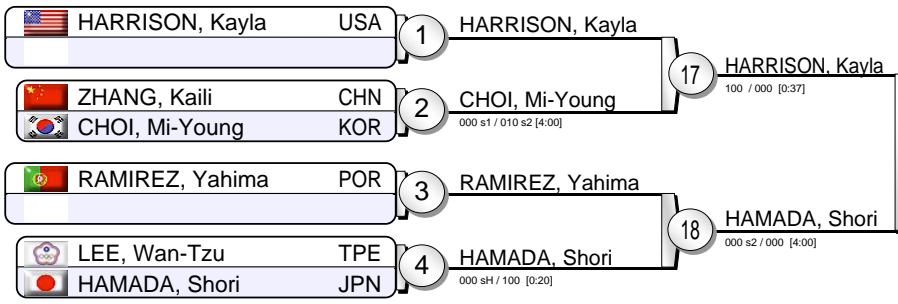 HARRISON, Kayla USA
1
HARRISON, Kayla
ZHANG, Kaili CHN
CHOI, Mi-Young KOR
2
CHOI, Mi-Young
000 s1 / 010 s2 [4:00]
17
HARRISON, Kayla
100 / 000 [0:37]
RAMIREZ, Yahima POR
3
RAMIREZ, Yahima
LEE, Wan-Tzu TPE
HAMADA, Shori JPN
4
HAMADA, Shori
000 sH / 100 [0:20]
18
HAMADA, Shori
000 s2 / 000 [4:00]